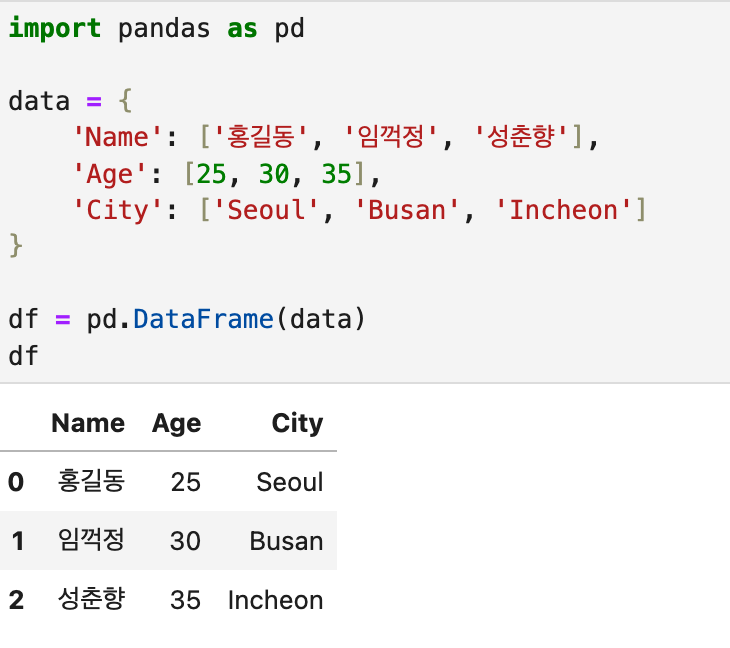 import pandas as pd
data = {
    'Name': ['홍길동', '임꺽정', '성춘향'],
    'Age': [25, 30, 35],
    'City': ['Seoul', 'Busan', 'Incheon']
}
df = pd.DataFrame(data)
df
Name Age City
0 홍길동 25 Seoul
1 임꺽정 30 Busan
2 성춘향 35 Incheon